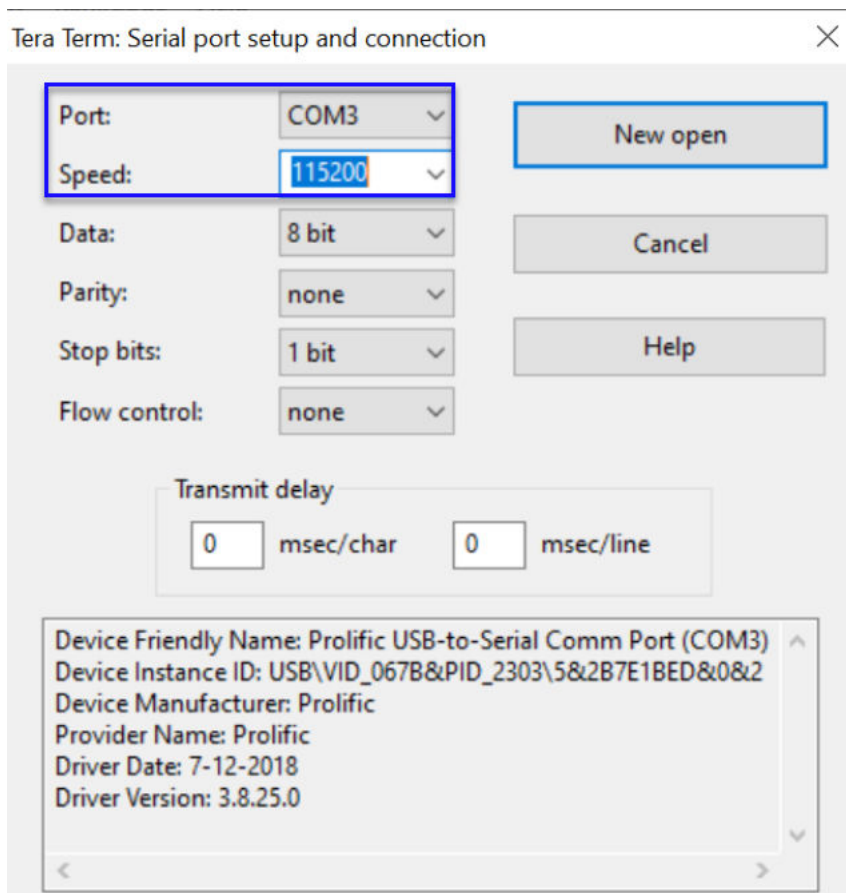 Tera Term: Serial port setup and connection
Port: COM3
New open
Speed: 115200
Data: 8 bit
Cancel
Parity: none
Stop bits: 1 bit
Help
Flow control: none
Transmit delay
0 msec/char 0 msec/line
Device Friendly Name: Prolific USB-to-Serial Comm Port (COM3)
Device Instance ID: USB\VID_067B&PID_2303\5&2B7E1BED&0&2
Device Manufacturer: Prolific
Provider Name: Prolific
Driver Date: 7-12-2018
Driver Version: 3.8.25.0